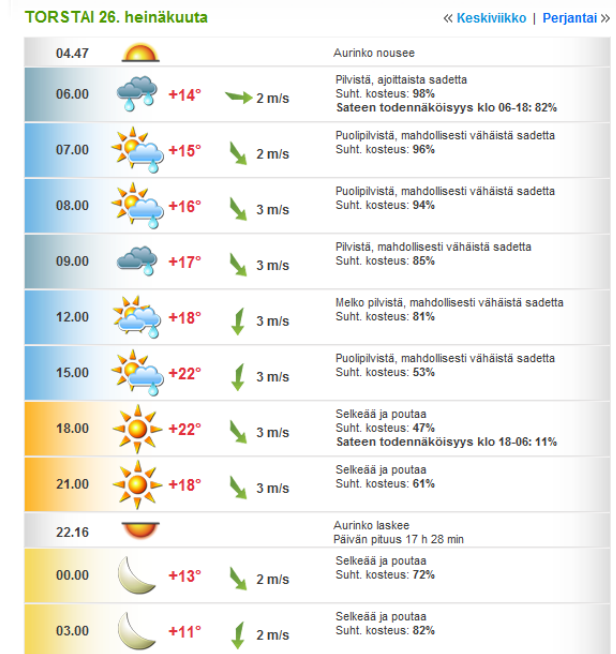 TORSTAI 26. heinäkuuta « Keskiviikko | Perjantai »
04.47 Aurinko nousee
06.00 +14° 2 m/s Pilvistä, ajoittaista sadetta
Suht. kosteus: 98%
Sateen todennäköisyys klo 06-18: 82%
07.00 +15° 2 m/s Puolipilvistä, mahdollisesti vähäistä sadetta
Suht. kosteus: 96%
08.00 +16° 3 m/s Puolipilvistä, mahdollisesti vähäistä sadetta
Suht. kosteus: 94%
09.00 +17° 3 m/s Pilvistä, mahdollisesti vähäistä sadetta
Suht. kosteus: 85%
12.00 +18° 3 m/s Melko pilvistä, mahdollisesti vähäistä sadetta
Suht. kosteus: 81%
15.00 +22° 3 m/s Puolipilvistä, mahdollisesti vähäistä sadetta
Suht. kosteus: 53%
18.00 +22° 3 m/s Selkeää ja poutaa
Suht. kosteus: 47%
Sateen todennäköisyys klo 18-06: 11%
21.00 +18° 3 m/s Selkeää ja poutaa
Suht. kosteus: 61%
22.16 Aurinko laskee
Päivän pituus 17 h 28 min
00.00 +13° 2 m/s Selkeää ja poutaa
Suht. kosteus: 72%
03.00 +11° 2 m/s Selkeää ja poutaa
Suht. kosteus: 82%